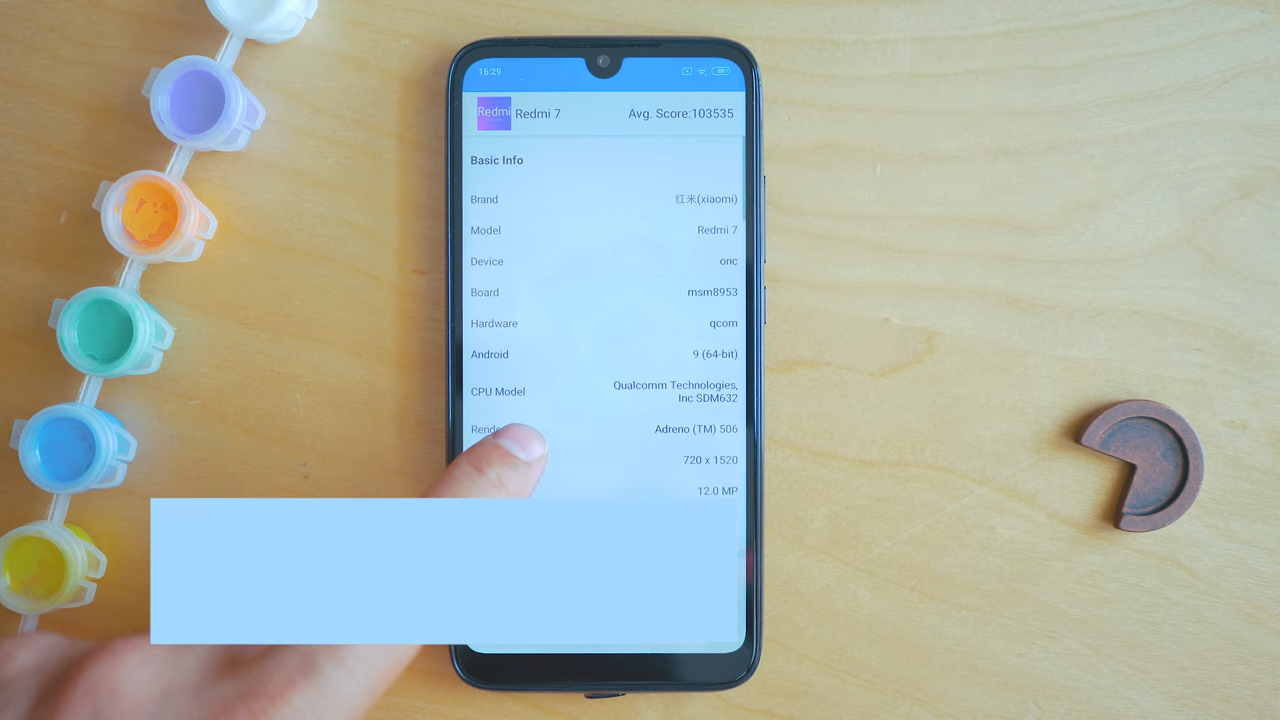 16:29
Redmi
Redmi 7
Avg. Score:103535
Basic Info
Brand 红米(xiaomi)
Model Redmi 7
Device onc
Board msm8953
Hardware qcom
Android 9 (64-bit)
CPU Model Qualcomm Technologies,
Inc SDM632
Adreno (TM) 506
720 x 1520
12.0 MP